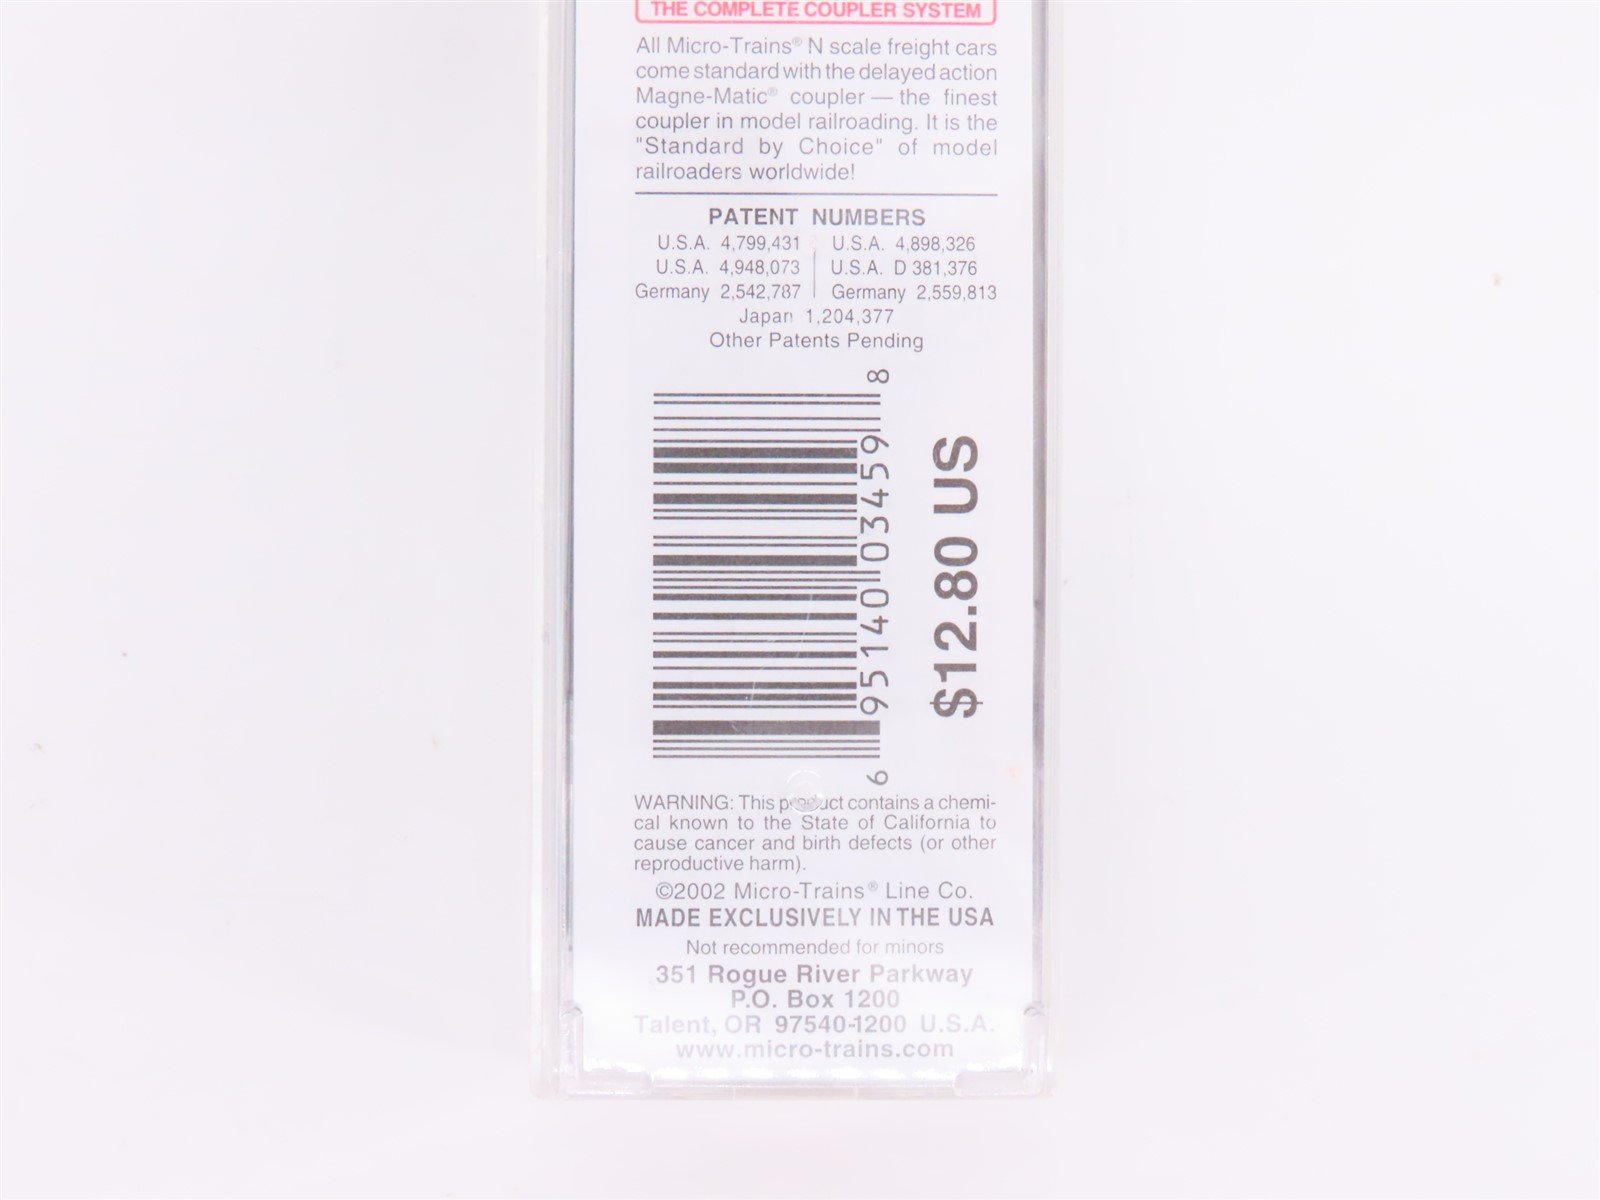 THE COMPLETE COUPLER SYSTEM
All Micro-Trains® N scale freight cars
come standard with the delayed action
Magne-Matic® coupler — the finest
coupler in model railroading. It is the
"Standard by Choice" of model
railroaders worldwide!
PATENT NUMBERS
U.S.A. 4,799,431 U.S.A. 4,898,326
U.S.A. 4,948,073 U.S.A. D 381,376
Germany 2,542,787 Germany 2,559,813
Japan 1,204,377
Other Patents Pending
6 95140 03459 8
$12.80 US
WARNING: This product contains a chemi-
cal known to the State of California to
cause cancer and birth defects (or other
reproductive harm).
©2002 Micro-Trains® Line Co.
MADE EXCLUSIVELY IN THE USA
Not recommended for minors
351 Rogue River Parkway
P.O. Box 1200
Talent, OR 97540-1200 U.S.A.
www.micro-trains.com